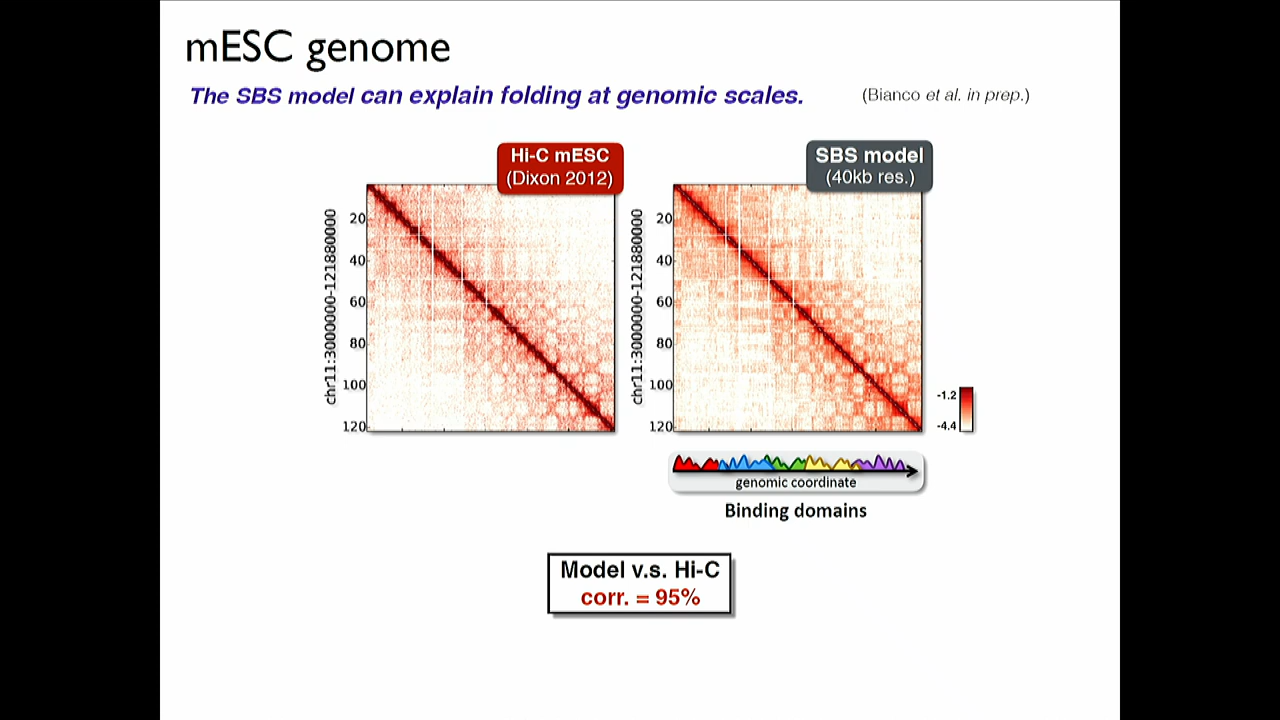 mESC genome
The SBS model can explain folding at genomic scales.
(Bianco et al. in prep.)
Hi-C mESC
(Dixon 2012)
SBS model
(40kb res.)
chr11:3000000-121880000
20
40
60
80
100
120
chr11:3000000-121880000
20
40
60
80
100
120
-1.2
-4.4
genomic coordinate
Binding domains
Model v.s. Hi-C
corr. = 95%